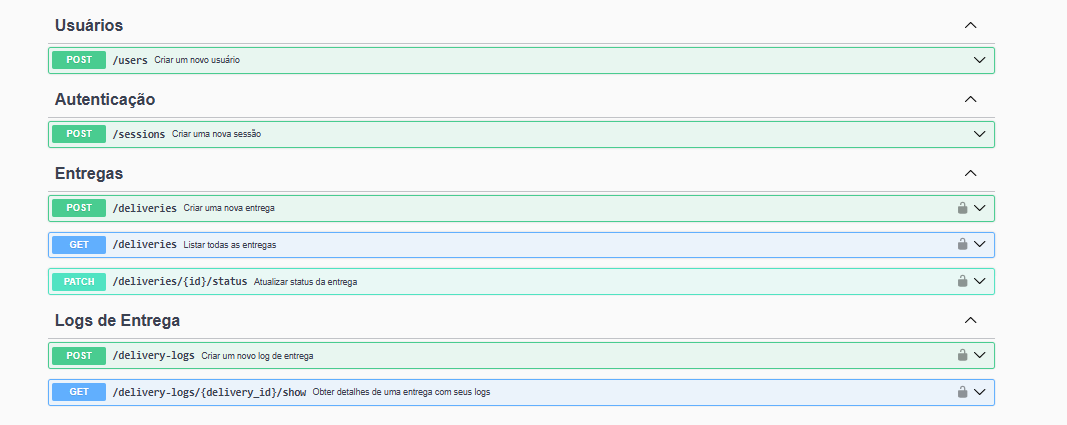 Usuários
POST /users Criar um novo usuário
Autenticação
POST /sessions Criar uma nova sessão
Entregas
POST /deliveries Criar uma nova entrega
GET /deliveries Listar todas as entregas
PATCH /deliveries/{id}/status Atualizar status da entrega
Logs de Entrega
POST /delivery-logs Criar um novo log de entrega
GET /delivery-logs/{delivery_id}/show Obter detalhes de uma entrega com seus logs